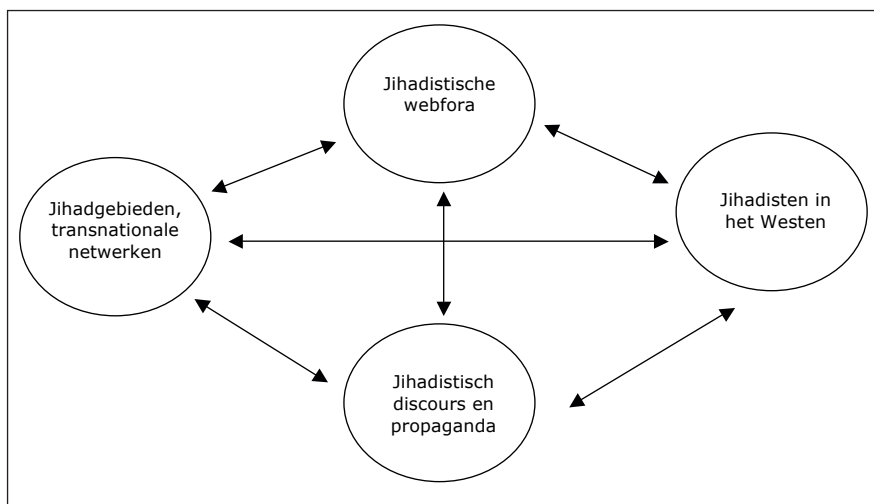 Jihadistische
webfora
Jihadgebieden,
transnationale
netwerken
Jihadisten in
het Westen
Jihadistisch
discours en
propaganda